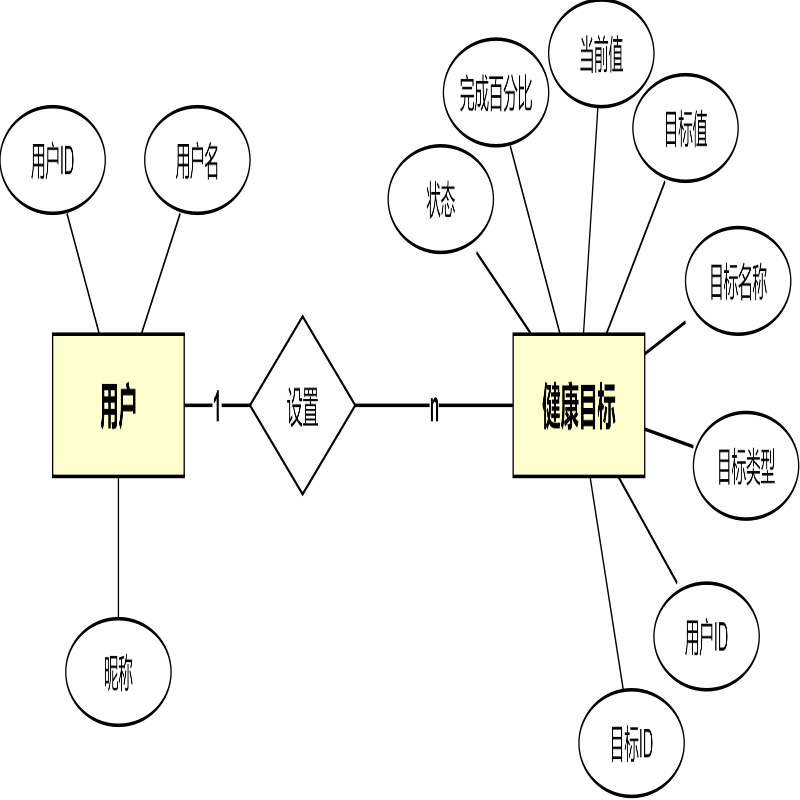 当前值
完成百分比
目标值
用户ID
用户名
状态
目标名称
用户
1
设置
n
健康目标
目标类型
用户ID
昵称
目标ID